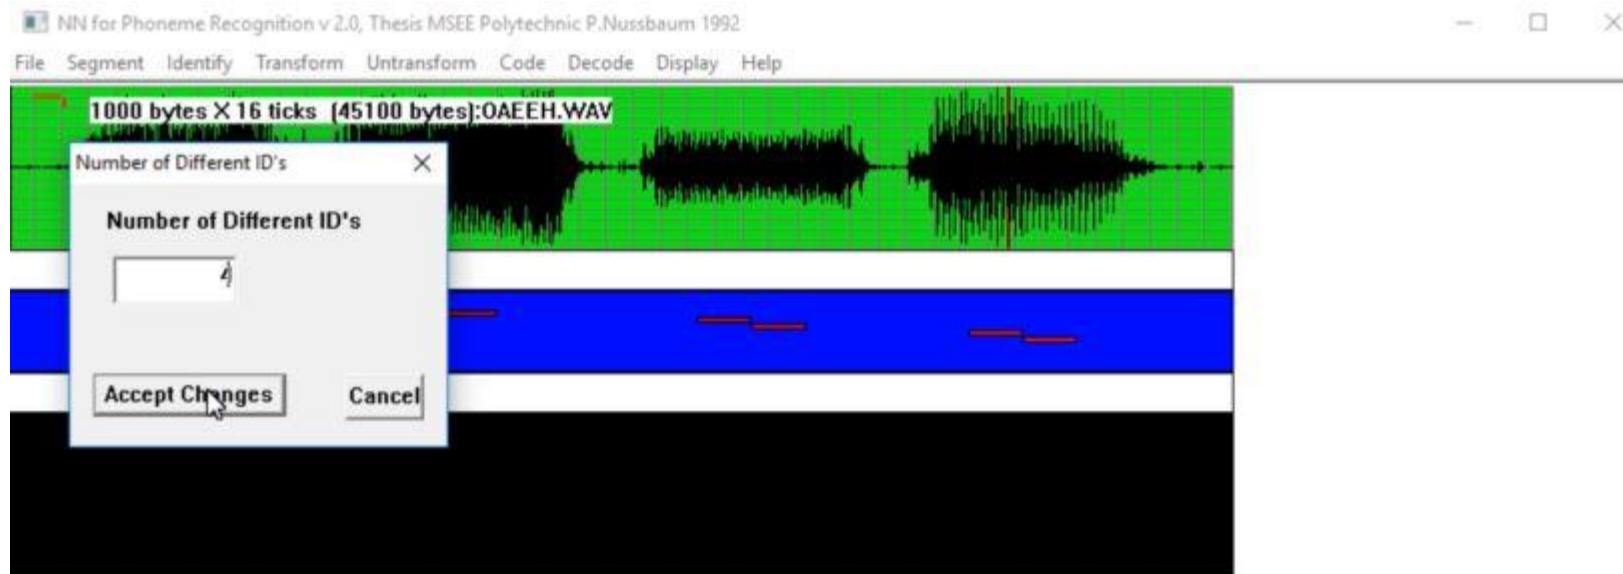 NN for Phoneme Recognition v 2.0, Thesis MSEE Polytechnic P.Nussbaum 1992
File Segment Identify Transform Untransform Code Decode Display Help
1000 bytes X 16 ticks (45100 bytes):OAEEH.WAV
Number of Different ID's
Number of Different ID's
4
Accept Changes Cancel